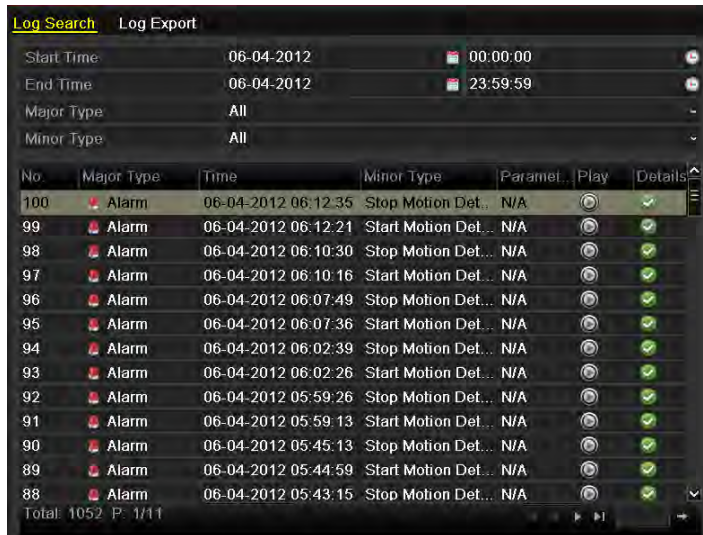 Log Search Log Export
Start Time 06-04-2012 00:00:00
End Time 06-04-2012 23:59:59
Major Type All
Minor Type All
No. Major Type Time Minor Type Paramet... Play Details
100 Alarm 06-04-2012 06:12:35 Stop Motion Det... N/A
99 Alarm 06-04-2012 06:12:21 Start Motion Det... N/A
98 Alarm 06-04-2012 06:10:30 Stop Motion Det... N/A
97 Alarm 06-04-2012 06:10:16 Start Motion Det... N/A
96 Alarm 06-04-2012 06:07:49 Stop Motion Det... N/A
95 Alarm 06-04-2012 06:07:36 Start Motion Det... N/A
94 Alarm 06-04-2012 06:02:39 Stop Motion Det... N/A
93 Alarm 06-04-2012 06:02:26 Start Motion Det... N/A
92 Alarm 06-04-2012 05:59:26 Stop Motion Det... N/A
91 Alarm 06-04-2012 05:59:13 Start Motion Det... N/A
90 Alarm 06-04-2012 05:45:13 Stop Motion Det... N/A
89 Alarm 06-04-2012 05:44:59 Start Motion Det... N/A
88 Alarm 06-04-2012 05:43:15 Stop Motion Det... N/A
Total: 1052 P: 1/11